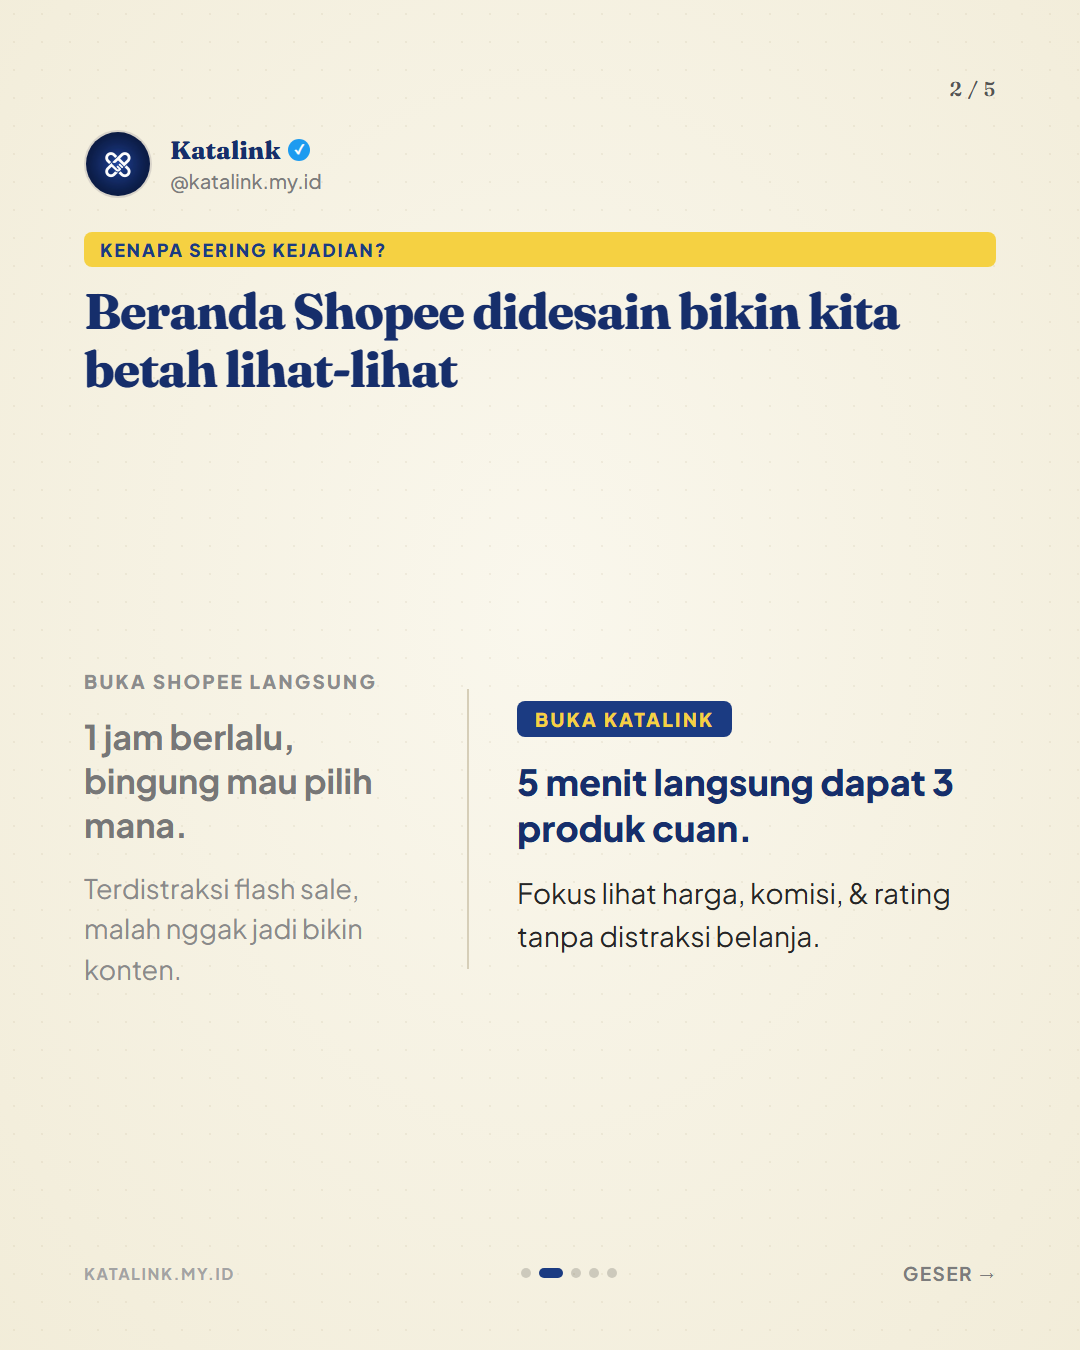 2 / 5
Katalink
@katalink.my.id
KENAPA SERING KEJADIAN?
Beranda Shopee didesain bikin kita
betah lihat-lihat
BUKA SHOPEE LANGSUNG
1 jam berlalu,
bingung mau pilih
mana.
Terdistraksi flash sale,
malah nggak jadi bikin
konten.
BUKA KATALINK
5 menit langsung dapat 3
produk cuan.
Fokus lihat harga, komisi, & rating
tanpa distraksi belanja.
KATALINK.MY.ID
GESER →